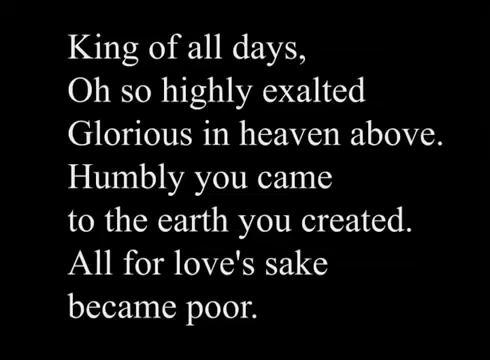 King of all days,
Oh so highly exalted
Glorious in heaven above.
Humbly you came
to the earth you created.
All for love's sake
became poor.